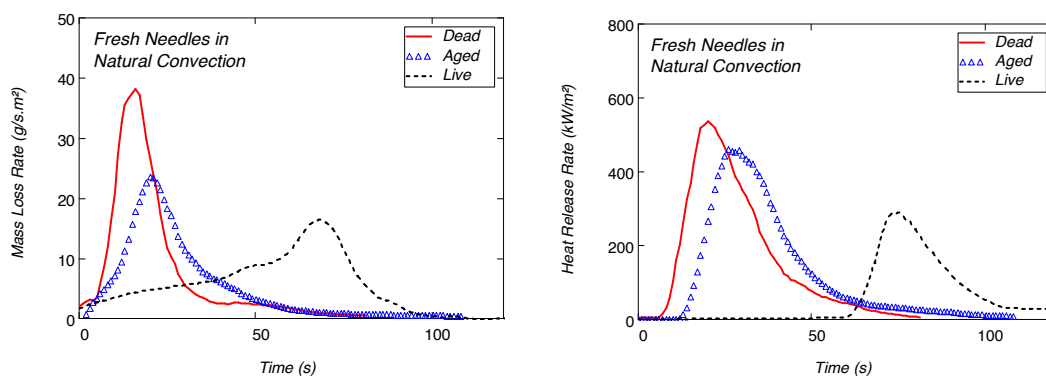 50
40
30
20
10
0
Mass Loss Rate (g/s.m²)
Fresh Needles in
Natural Convection
Dead
Aged
Live
0
50
100
Time (s)
800
600
400
200
0
Heat Release Rate (kW/m²)
Fresh Needles in
Natural Convection
Dead
Aged
Live
0
50
100
Time (s)